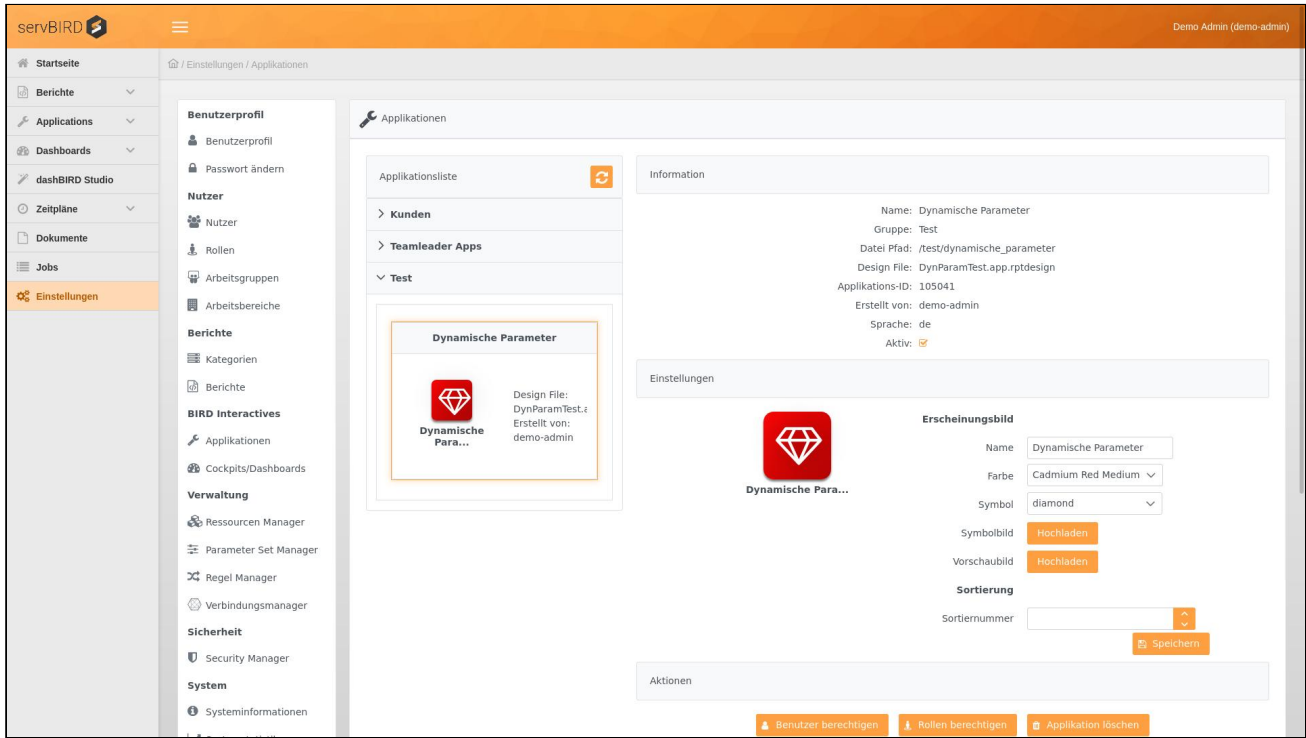 servBIRD
Demo Admin (demo-admin)
Startseite
Berichte
Applications
Dashboards
dashBIRD Studio
Zeitpläne
Dokumente
Jobs
Einstellungen
/ Einstellungen / Applikationen
Benutzerprofil
Benutzerprofil
Passwort ändern
Nutzer
Nutzer
Rollen
Arbeitsgruppen
Arbeitsbereiche
Berichte
Kategorien
Berichte
BIRD Interactives
Applikationen
Cockpits/Dashboards
Verwaltung
Ressourcen Manager
Parameter Set Manager
Regel Manager
Verbindungsmanager
Sicherheit
Security Manager
System
Systeminformationen
Applikationen
Applikationsliste
Kunden
Teamleader Apps
Test
Dynamische Parameter
Dynamische
Para...
Design File:
DynParamTest.a
Erstellt von:
demo-admin
Information
Name: Dynamische Parameter
Gruppe: Test
Datei Pfad: /test/dynamische_parameter
Design File: DynParamTest.app.rptdesign
Applikations-ID: 105041
Erstellt von: demo-admin
Sprache: de
Aktiv:
Einstellungen
Dynamische Para...
Erscheinungsbild
Name Dynamische Parameter
Farbe Cadmium Red Medium
Symbol diamond
Symbolbild Hochladen
Vorschaubild Hochladen
Sortierung
Sortiernummer
Speichern
Aktionen
Benutzer berechtigen Rollen berechtigen Applikation löschen